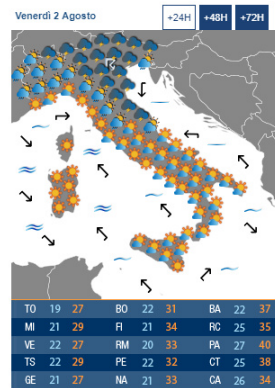 Venerdì 2 Agosto +24H +48H +72H
TO 19 27 BO 22 31 BA 22 37
MI 21 29 FI 21 34 RC 25 35
VE 22 27 RM 20 33 PA 27 40
TS 22 29 PE 22 32 CT 25 38
GE 21 27 NA 21 33 CA 26 34